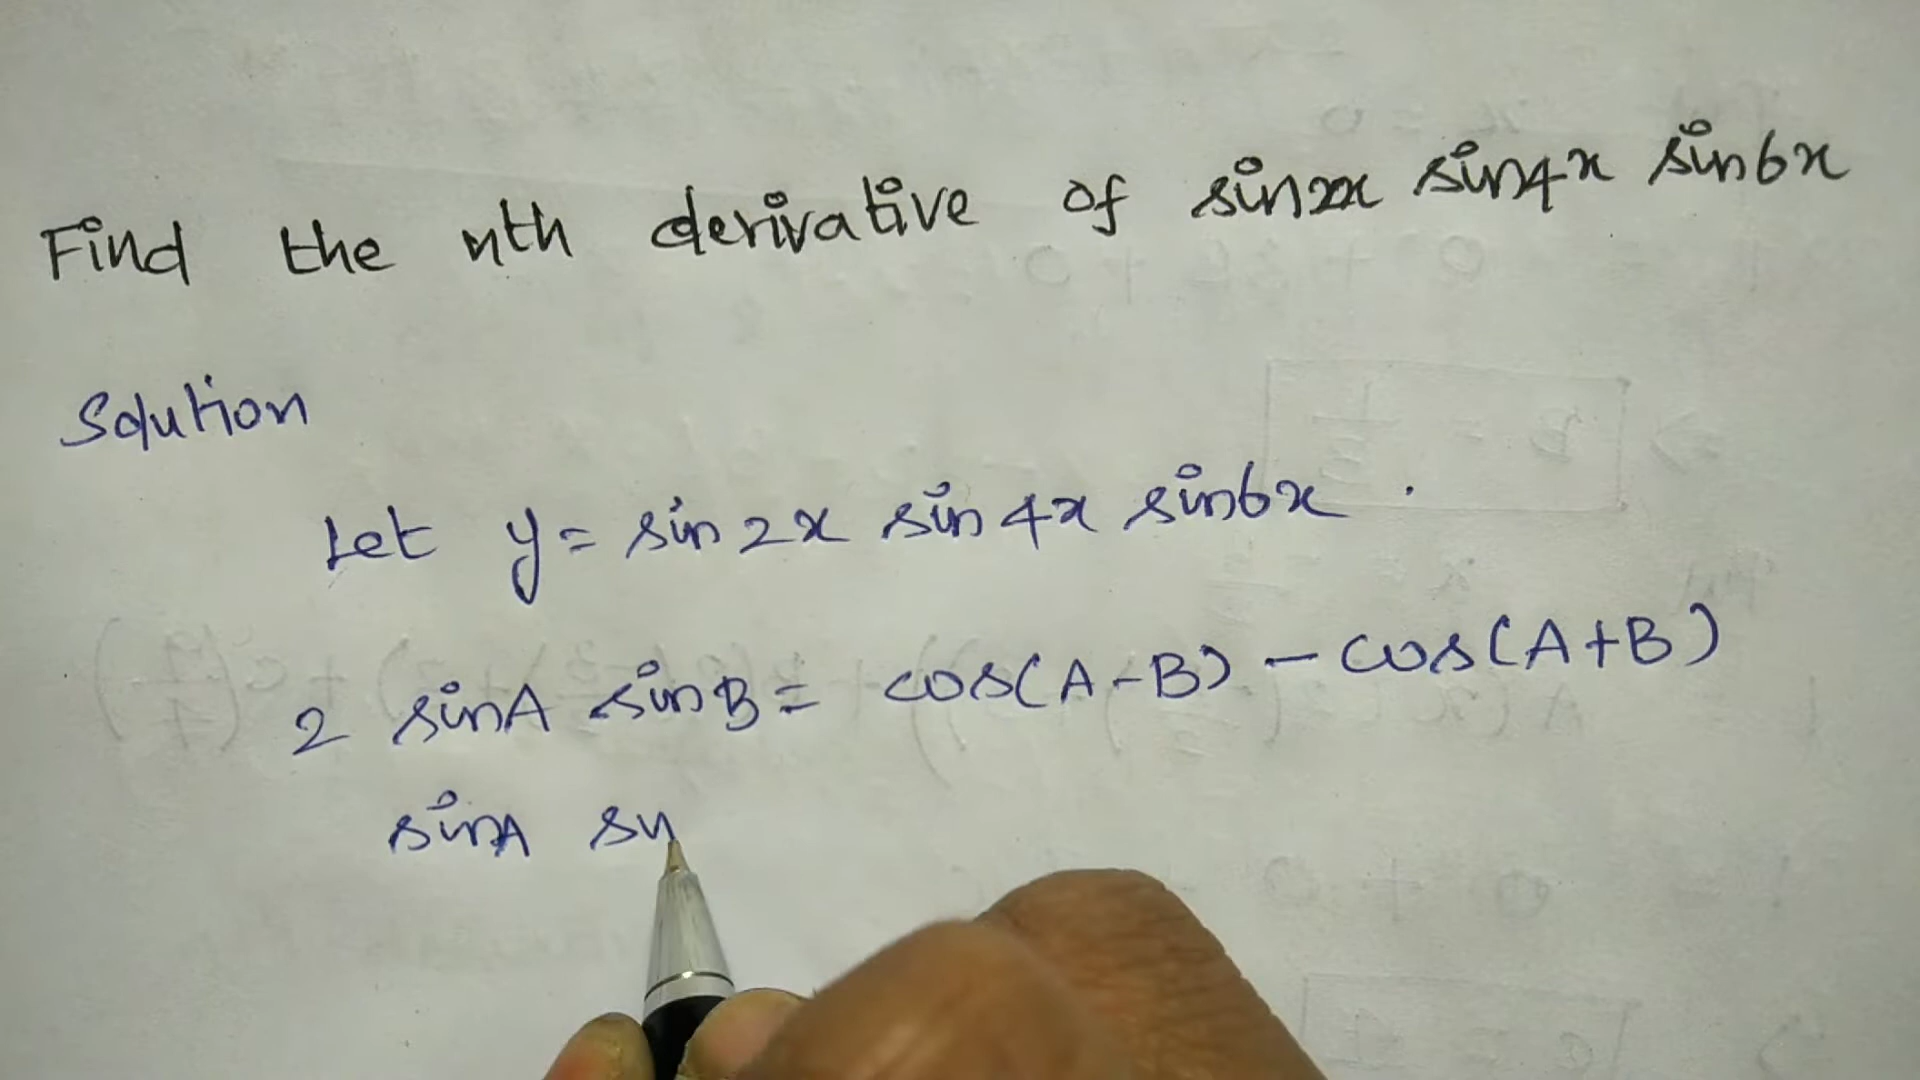 Find the nth derivative of sin2x sin4x sin6x
Solution
Let y = sin 2x sin 4x sin6x .
2 sinA sinB = cos(A-B) - cos(A+B)
sinA